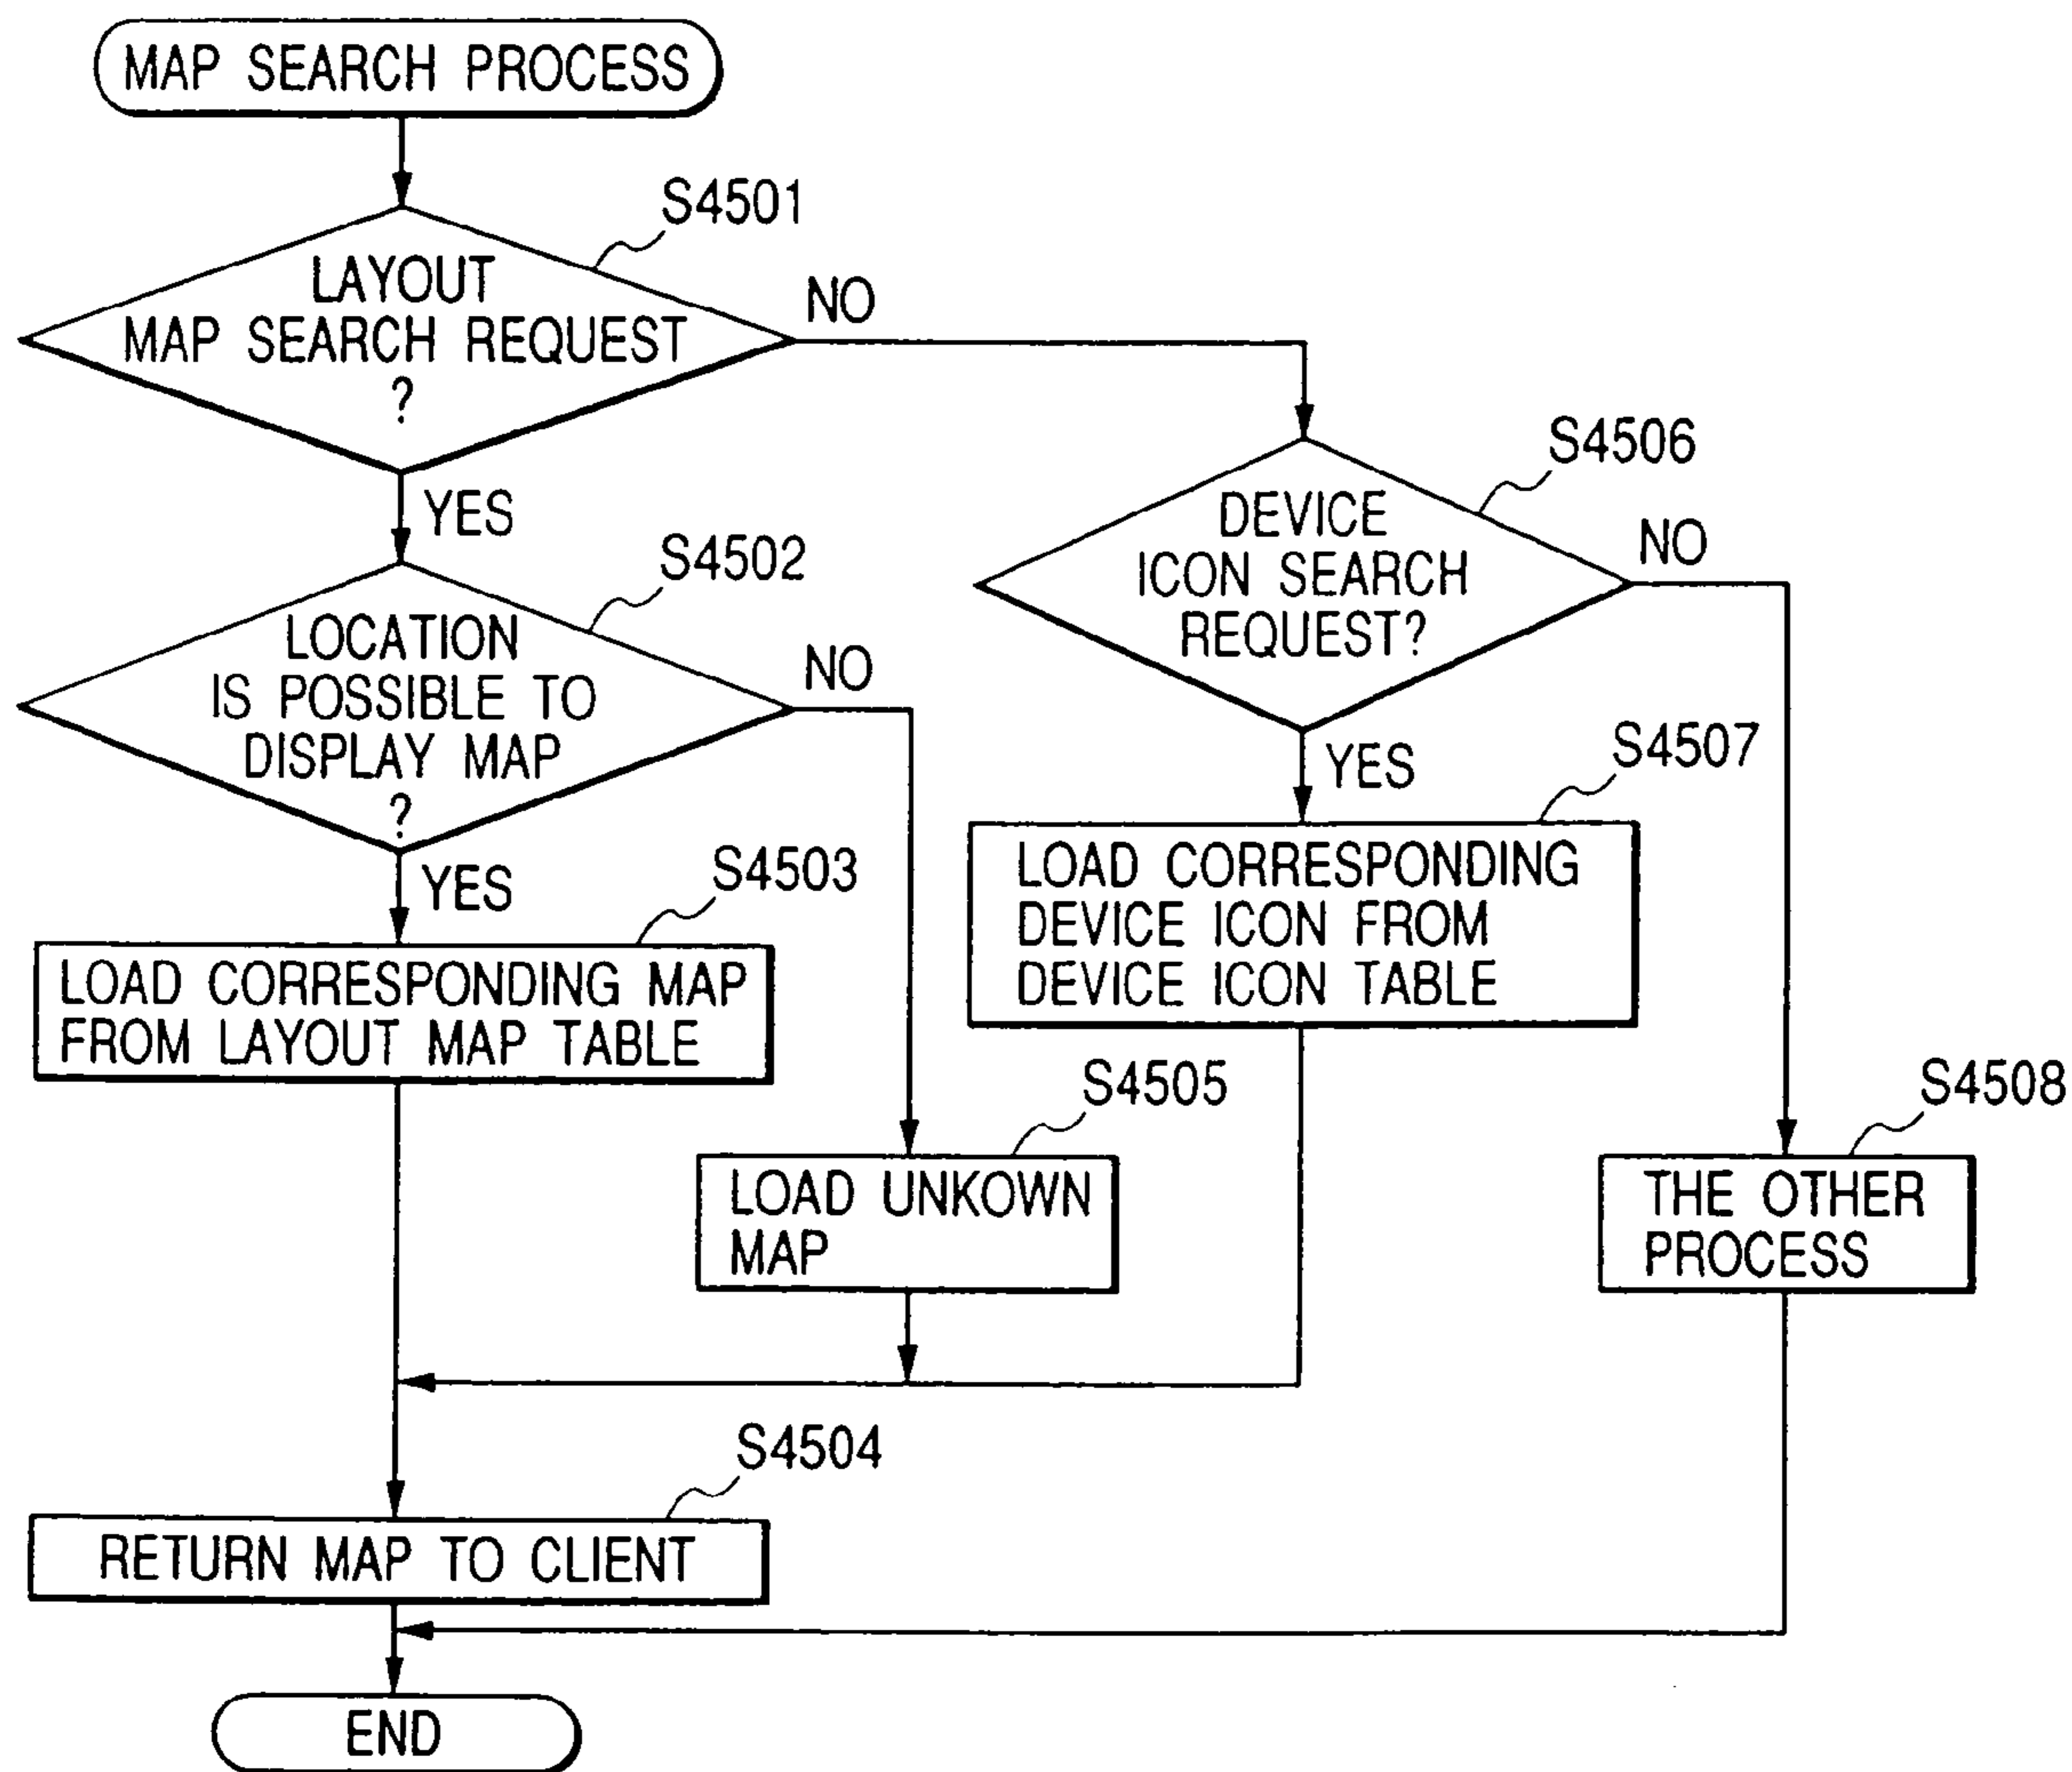 MAP SEARCH PROCESS
S4501
LAYOUT
MAP SEARCH REQUEST
?
NO
YES
S4502
LOCATION
IS POSSIBLE TO
DISPLAY MAP
?
NO
YES
S4503
LOAD CORRESPONDING MAP
FROM LAYOUT MAP TABLE
S4506
DEVICE
ICON SEARCH
REQUEST?
NO
YES
S4507
LOAD CORRESPONDING
DEVICE ICON FROM
DEVICE ICON TABLE
S4505
LOAD UNKOWN
MAP
S4508
THE OTHER
PROCESS
S4504
RETURN MAP TO CLIENT
END